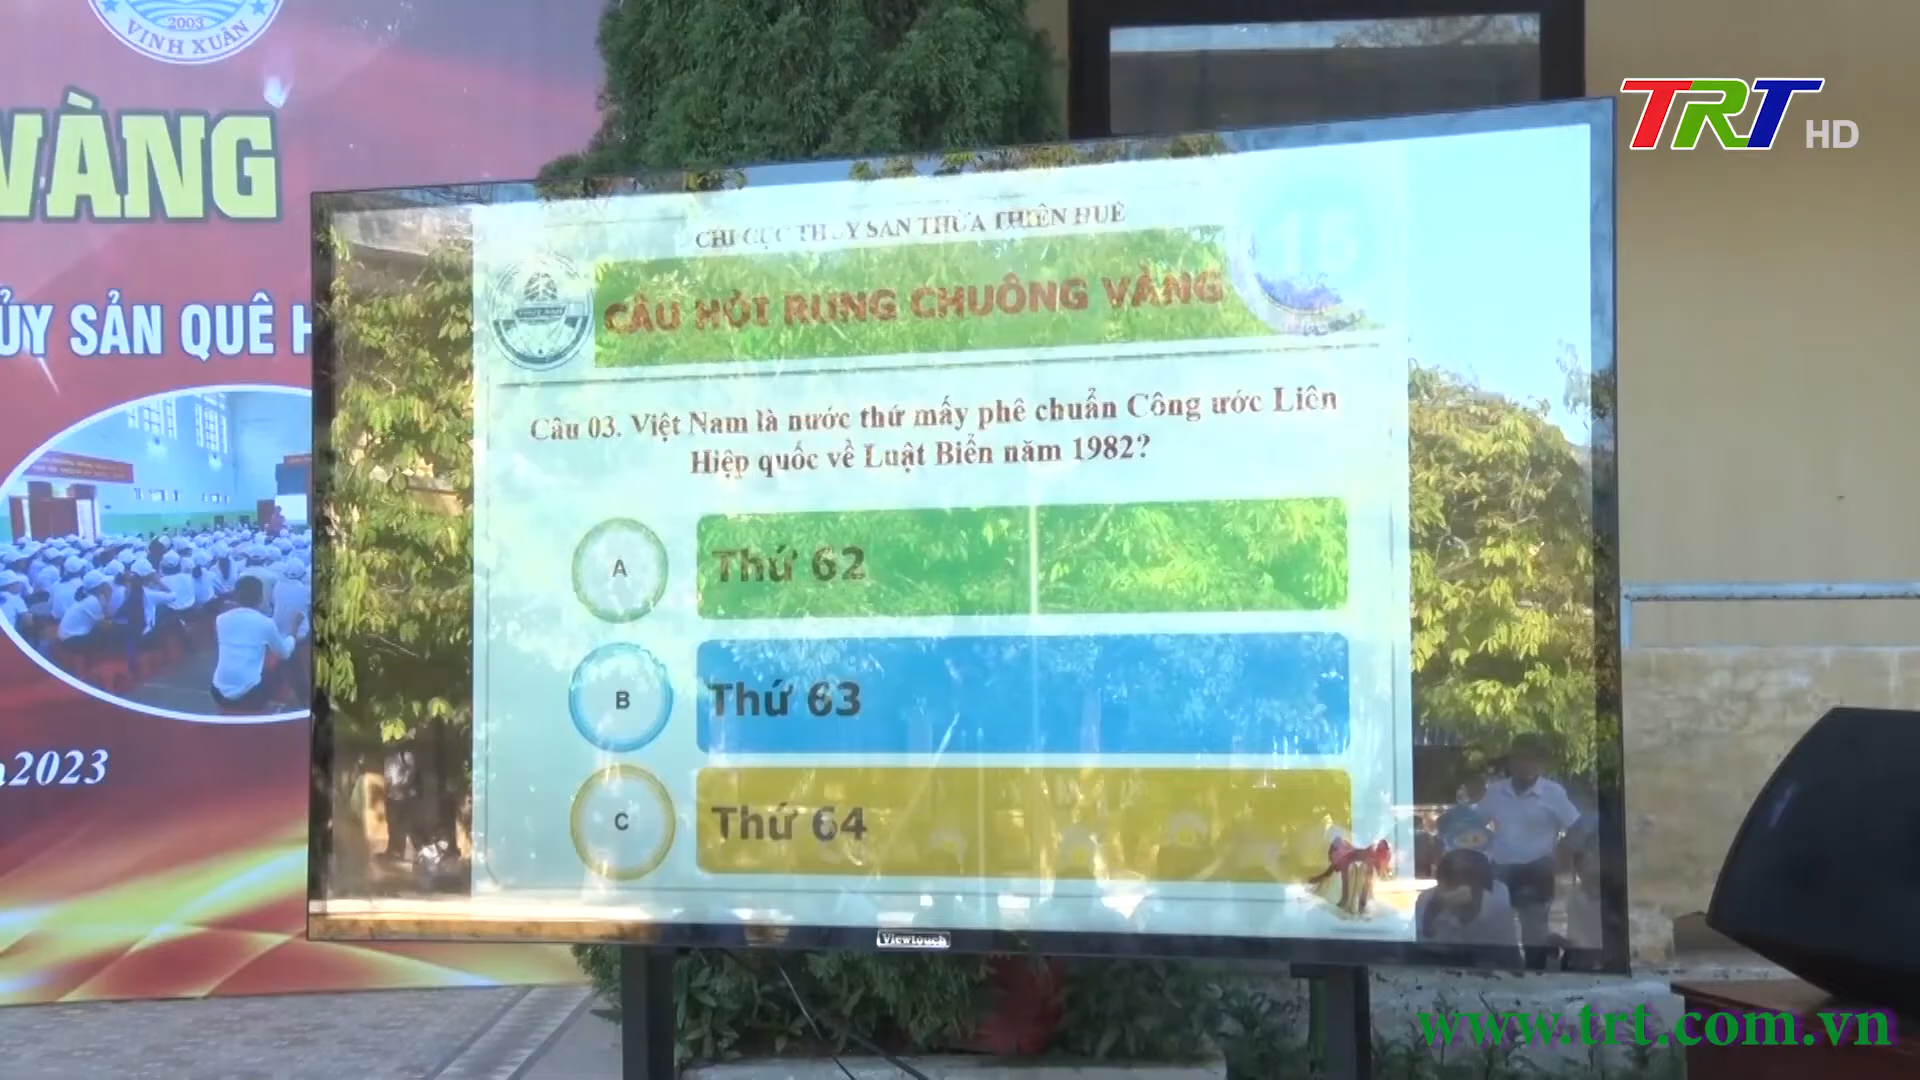 2003
VINH XUÂN
VÀNG
ỦY SẢN QUÊ H
2023
TRT HD
CHI CỤC THỦY SẢN THỪA THIÊN HUẾ
15
CÂU HỎI RUNG CHUÔNG VÀNG
Câu 03. Việt Nam là nước thứ mấy phê chuẩn Công ước Liên
Hiệp quốc về Luật Biển năm 1982?
A Thứ 62
B Thứ 63
C Thứ 64
Viewtouch
www.trt.com.vn